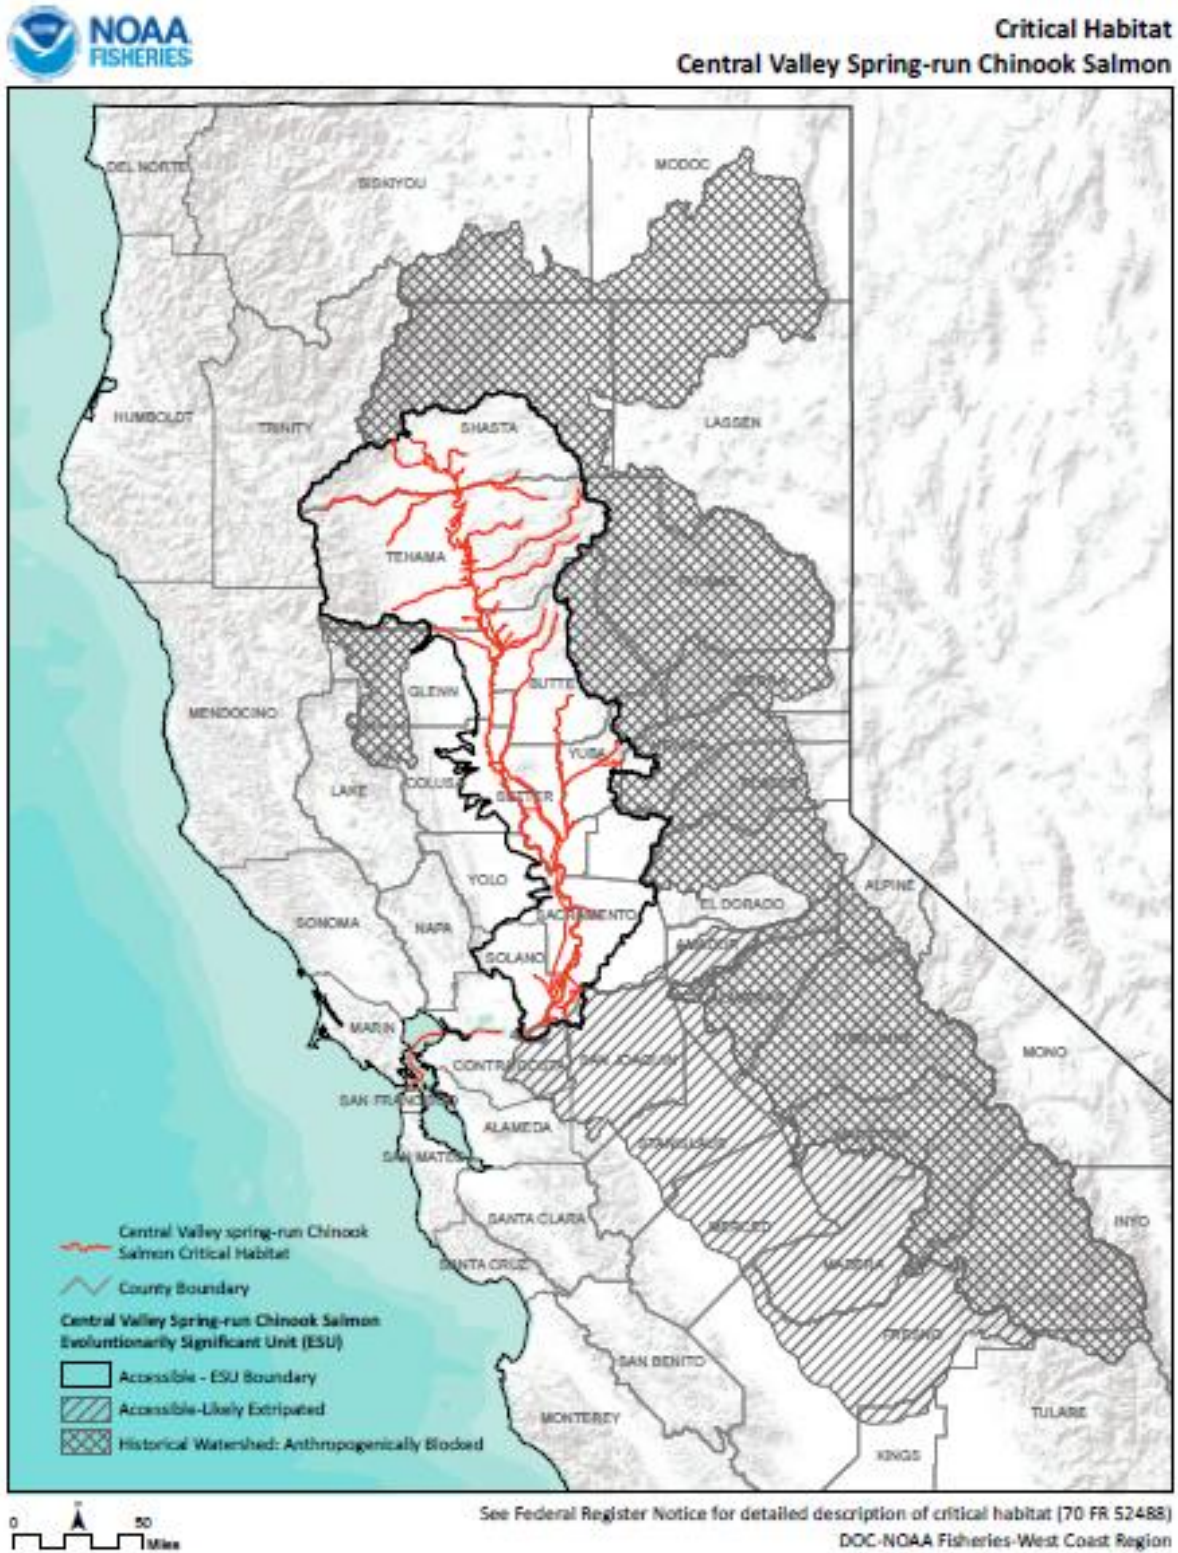 NOAA
FISHERIES
Critical Habitat
Central Valley Spring-run Chinook Salmon
DEL NORTE
SISKIYOU
MODOC
HUMBOLDT
TRINITY
SHASTA
LASSEN
TEHAMA
GLENN
BUTTE
MENDOCINO
YUBA
LAKE
COLUSA
SUTTER
YOLO
ALPINE
EL DORADO
SONOMA
NAPA
SACRAMENTO
AMADOR
SOLANO
MARIN
CONTRA COSTA
SAN JOAQUIN
MONO
SAN FRANCISCO
ALAMEDA
STANISLAUS
SAN MATEO
SANTA CLARA
MERCED
INYO
SANTA CRUZ
MADERA
FRESNO
SAN BENITO
MONTEREY
TULARE
KINGS
Central Valley spring-run Chinook
Salmon Critical Habitat
County Boundary
Central Valley Spring-run Chinook Salmon
Evoluntionarily Significant Unit (ESU)
Accessible - ESU Boundary
Accessible-Likely Extripated
Historical Watershed: Anthropogenically Blocked
0 50
Miles
See Federal Register Notice for detailed description of critical habitat (70 FR 52488)
DOC-NOAA Fisheries-West Coast Region